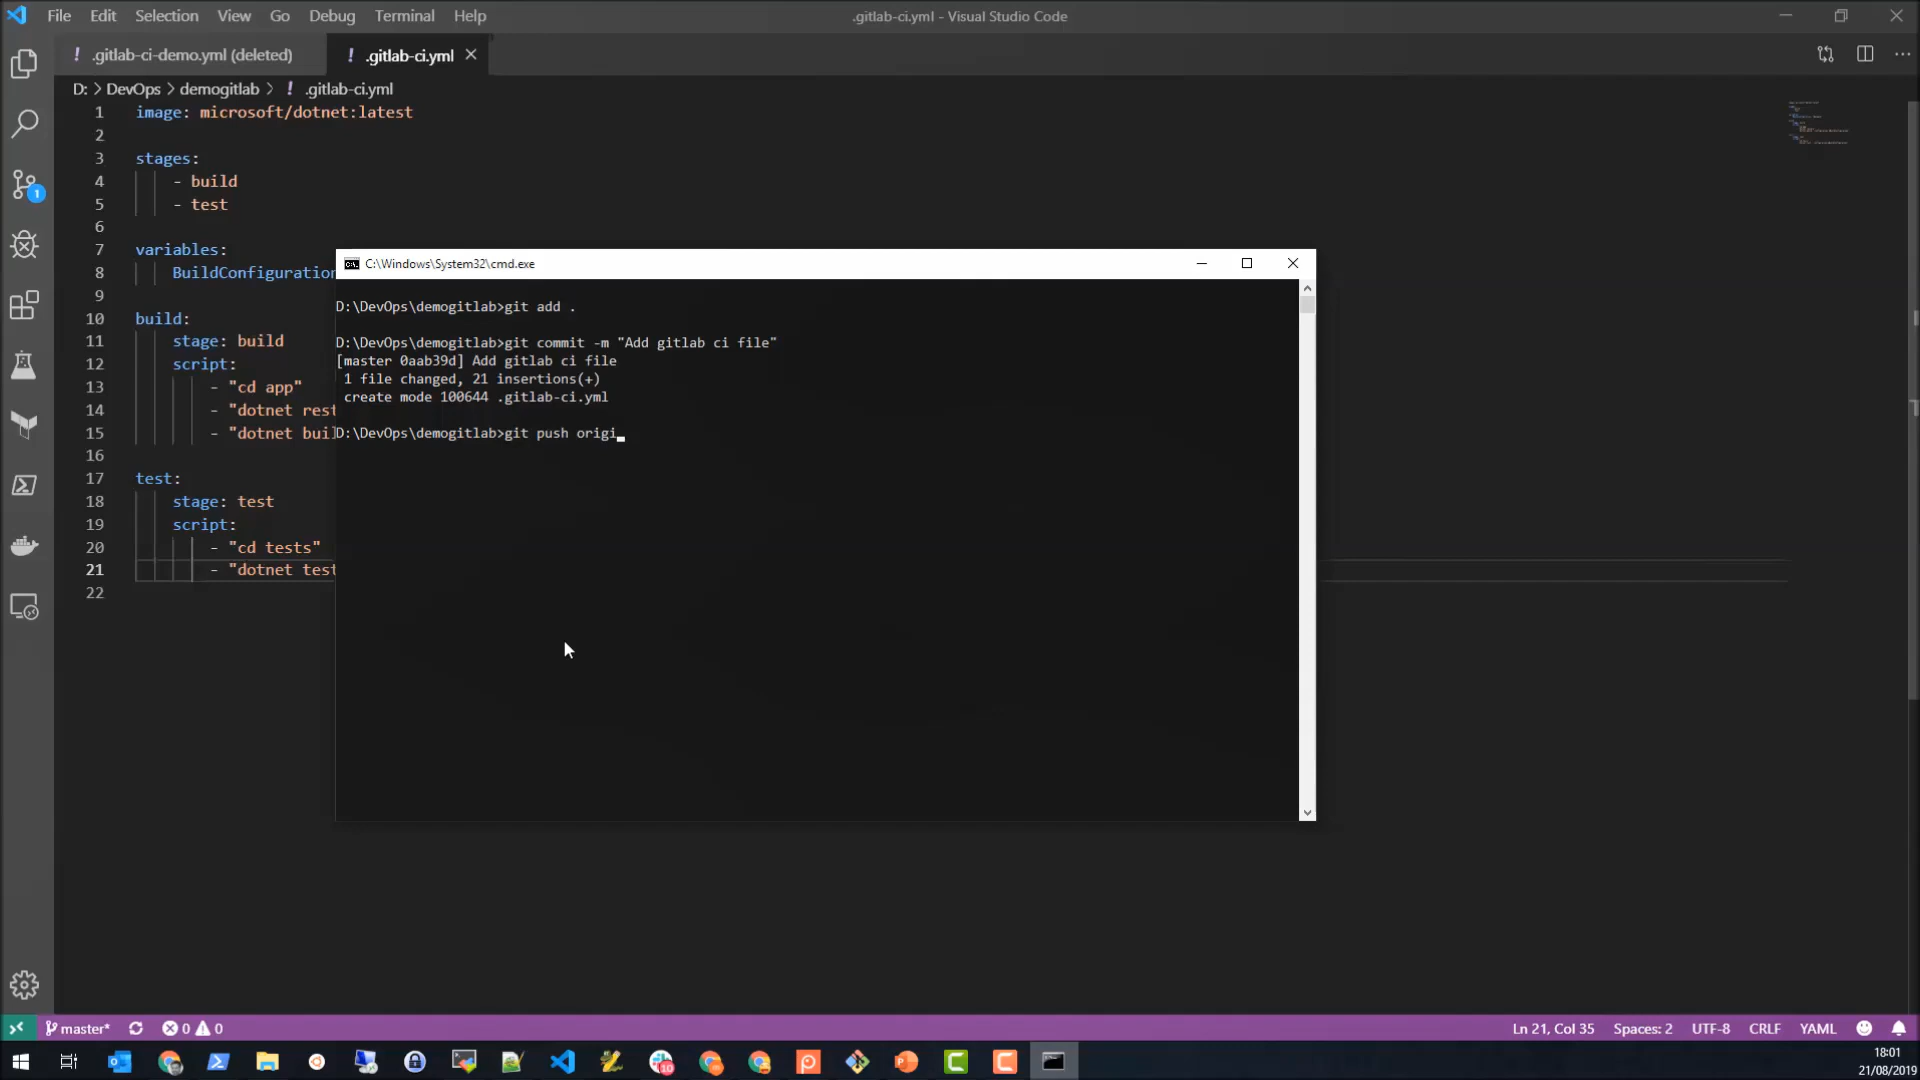 File Edit Selection View Go Debug Terminal Help
.gitlab-ci.yml - Visual Studio Code
! .gitlab-ci-demo.yml (deleted)
! .gitlab-ci.yml
D: > DevOps > demogitlab > ! .gitlab-ci.yml
1 image: microsoft/dotnet:latest
2
3 stages:
4 - build
5 - test
6
7 variables:
8 BuildConfiguration
9
10 build:
11 stage: build
12 script:
13 - "cd app"
14 - "dotnet rest
15 - "dotnet buil
16
17 test:
18 stage: test
19 script:
20 - "cd tests"
21 - "dotnet test
22
C:\Windows\System32\cmd.exe
D:\DevOps\demogitlab>git add .
D:\DevOps\demogitlab>git commit -m "Add gitlab ci file"
[master 0aab39d] Add gitlab ci file
1 file changed, 21 insertions(+)
create mode 100644 .gitlab-ci.yml
D:\DevOps\demogitlab>git push origi
1
master* 0 0
Ln 21, Col 35 Spaces: 2 UTF-8 CRLF YAML
10
18:01
21/08/2019